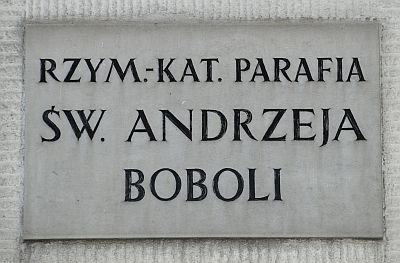 RZYM.-KAT. PARAFIA
ŚW. ANDRZEJA
BOBOLI